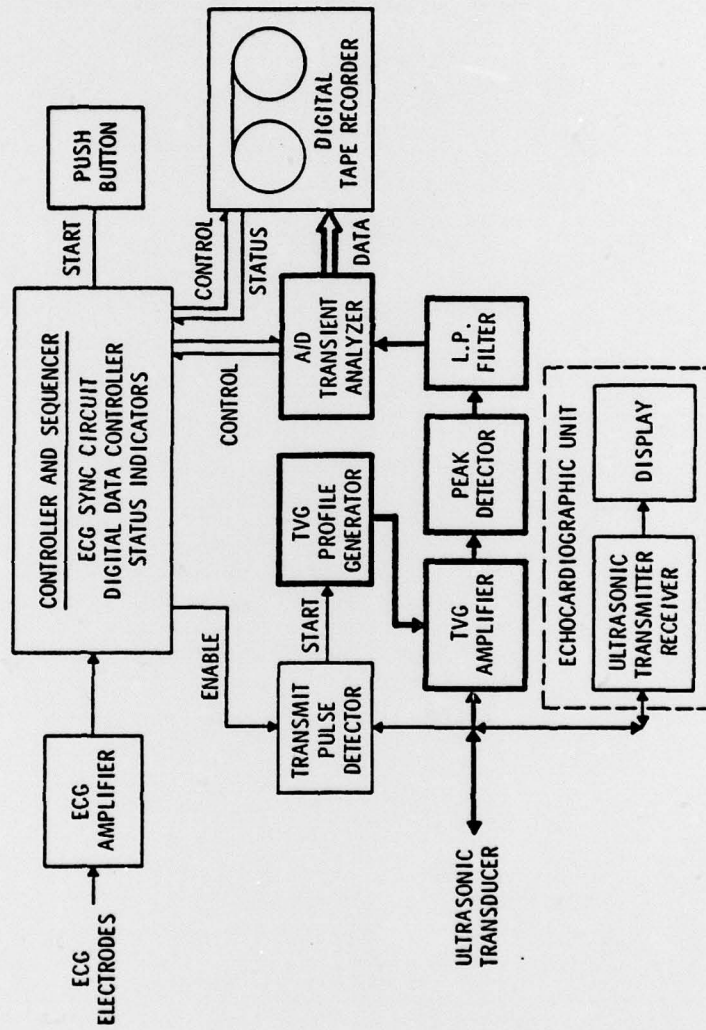 ECG
ELECTRODES
ECG
AMPLIFIER
CONTROLLER AND SEQUENCER
ECG SYNC CIRCUIT
DIGITAL DATA CONTROLLER
STATUS INDICATORS
START
PUSH
BUTTON
ENABLE
CONTROL
CONTROL
STATUS
TRANSMIT
PULSE
DETECTOR
START
TVG
PROFILE
GENERATOR
A/D
TRANSIENT
ANALYZER
DATA
DIGITAL
TAPE RECORDER
ULTRASONIC
TRANSDUCER
TVG
AMPLIFIER
PEAK
DETECTOR
L.P.
FILTER
ECHOCARDIOGRAPHIC UNIT
ULTRASONIC
TRANSMITTER
RECEIVER
DISPLAY